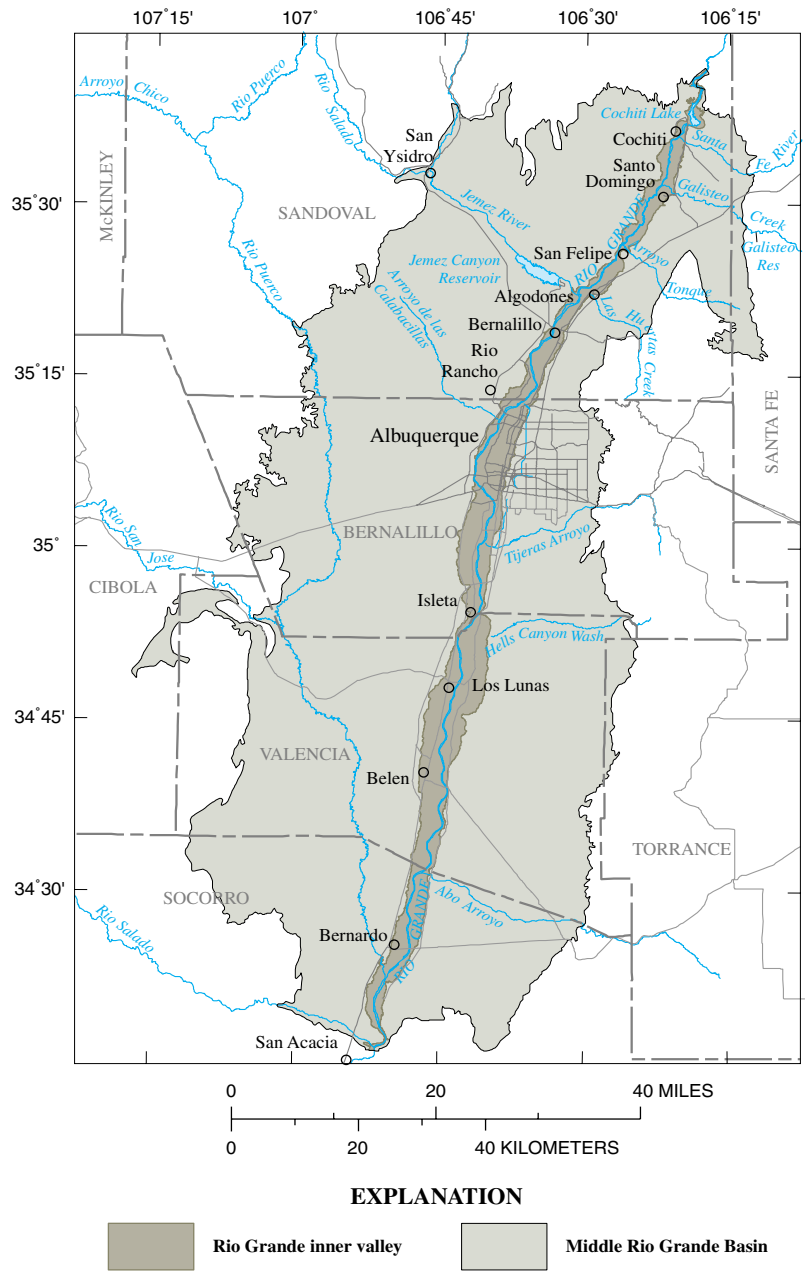 107˚15' 107˚ 106˚45' 106˚30' 106˚15'
Arroyo Chico
Rio Puerco
Rio Salado
McKINLEY
San
Ysidro
Cochiti Lake
Cochiti
Santa Fe River
Santo
Domingo
35˚30'
SANDOVAL
Jemez River
Galisteo Creek
Galisteo
Res
RIO GRANDE
Rio Puerco
Jemez Canyon
Reservoir
San Felipe
Arroyo Tonque
Arroyo de las
Calabacillas
Algodones
Las Huertas Creek
Bernalillo
Rio
Rancho
35˚15'
SANTA FE
Albuquerque
Rio San Jose
35˚
BERNALILLO
Tijeras Arroyo
CIBOLA
Isleta
Hells Canyon Wash
Los Lunas
34˚45'
VALENCIA
Belen
TORRANCE
34˚30'
SOCORRO
Abo Arroyo
Rio Salado
Bernardo
RIO GRANDE
San Acacia
0 20 40 MILES
0 20 40 KILOMETERS
EXPLANATION
Rio Grande inner valley
Middle Rio Grande Basin